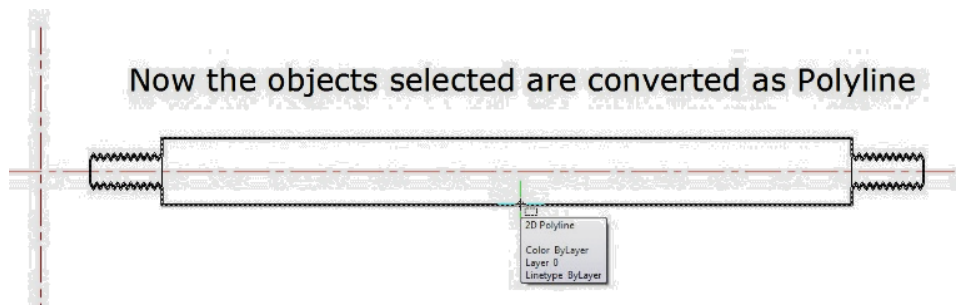 Now the objects selected are converted as Polyline
2D Polyline
Color ByLayer
Layer 0
Linetype ByLayer